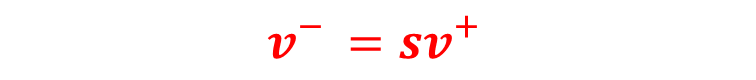 v⁻ = sv⁺